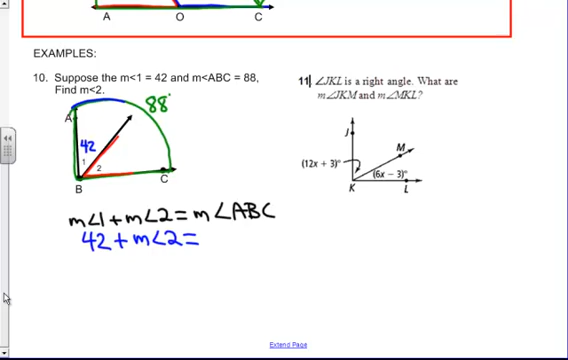 A O C
EXAMPLES:
10. Suppose the m<1 = 42 and m<ABC = 88,
Find m<2.
88°
A
42
1
2
B
C
m∠1 + m∠2 = m∠ABC
42 + m∠2 =
11 ∠JKL is a right angle. What are
m∠JKM and m∠MKL?
J
M
(12x + 3)°
(6x − 3)°
K
L
Extend Page